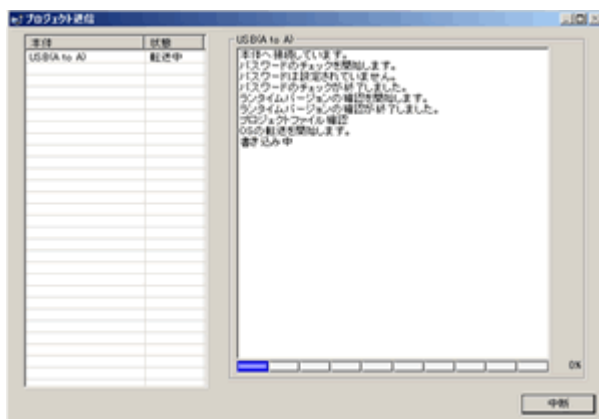 プロジェクト送信
本体 状態
USB(A to A) 転送中
USB(A to A)
本体へ接続しています。
パスワードのチェックを開始します。
パスワードは設定されていません。
パスワードのチェックが終了しました。
ランタイムバージョンの確認を開始します。
ランタイムバージョンの確認が終了しました。
プロジェクトファイル確認
OSの転送を開始します。
書き込み中
0%
中断